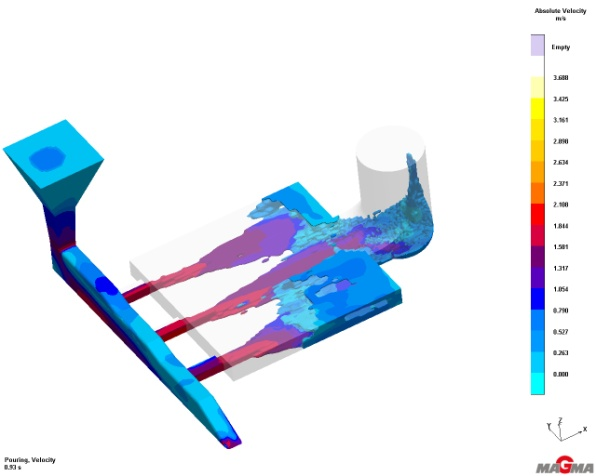 Absolute Velocity
m/s
Empty
3.688
3.425
3.161
2.898
2.634
2.371
2.108
1.844
1.581
1.317
1.054
0.790
0.527
0.263
0.000
Z
Y
X
Pouring, Velocity
0.93 s
MAGMA